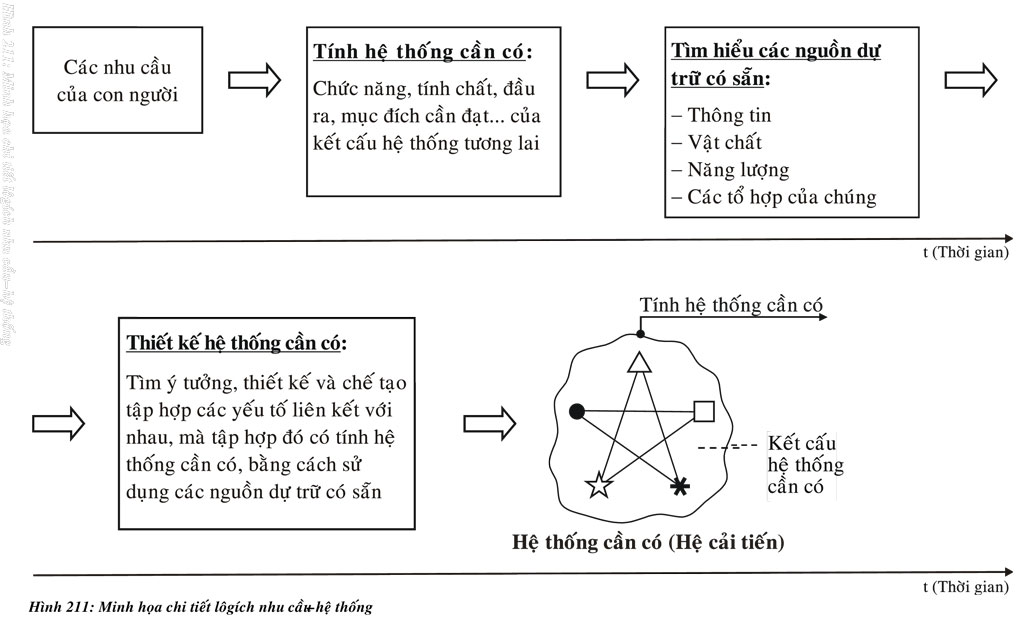 Các nhu cầu
của con người
Tính hệ thống cần có:
Chức năng, tính chất, đầu
ra, mục đích cần đạt... của
kết cấu hệ thống tương lai
Tìm hiểu các nguồn dự
trữ có sẵn:
– Thông tin
– Vật chất
– Năng lượng
– Các tổ hợp của chúng
t (Thời gian)
Thiết kế hệ thống cần có:
Tìm ý tưởng, thiết kế và chế tạo
tập hợp các yếu tố liên kết với
nhau, mà tập hợp đó có tính hệ
thống cần có, bằng cách sử
dụng các nguồn dự trữ có sẵn
Tính hệ thống cần có
Kết cấu
hệ thống
cần có
Hệ thống cần có (Hệ cải tiến)
t (Thời gian)
Hình 211: Minh họa chi tiết lôgích nhu cầu-hệ thống
Hình 211: Minh họa chi tiết lôgích nhu cầu-hệ thống